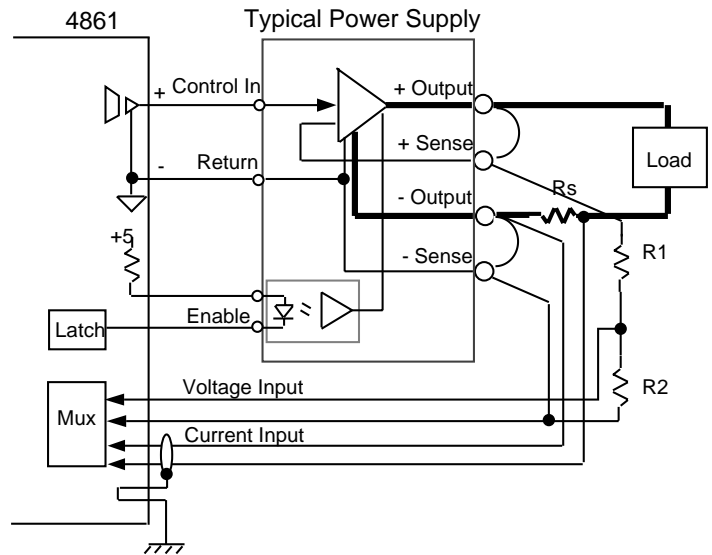 4861
Typical Power Supply
+ Control In
+ Output
+ Sense
Load
- Return
Rs
- Output
+5
R1
- Sense
Enable
Latch
R2
Voltage Input
Mux
Current Input